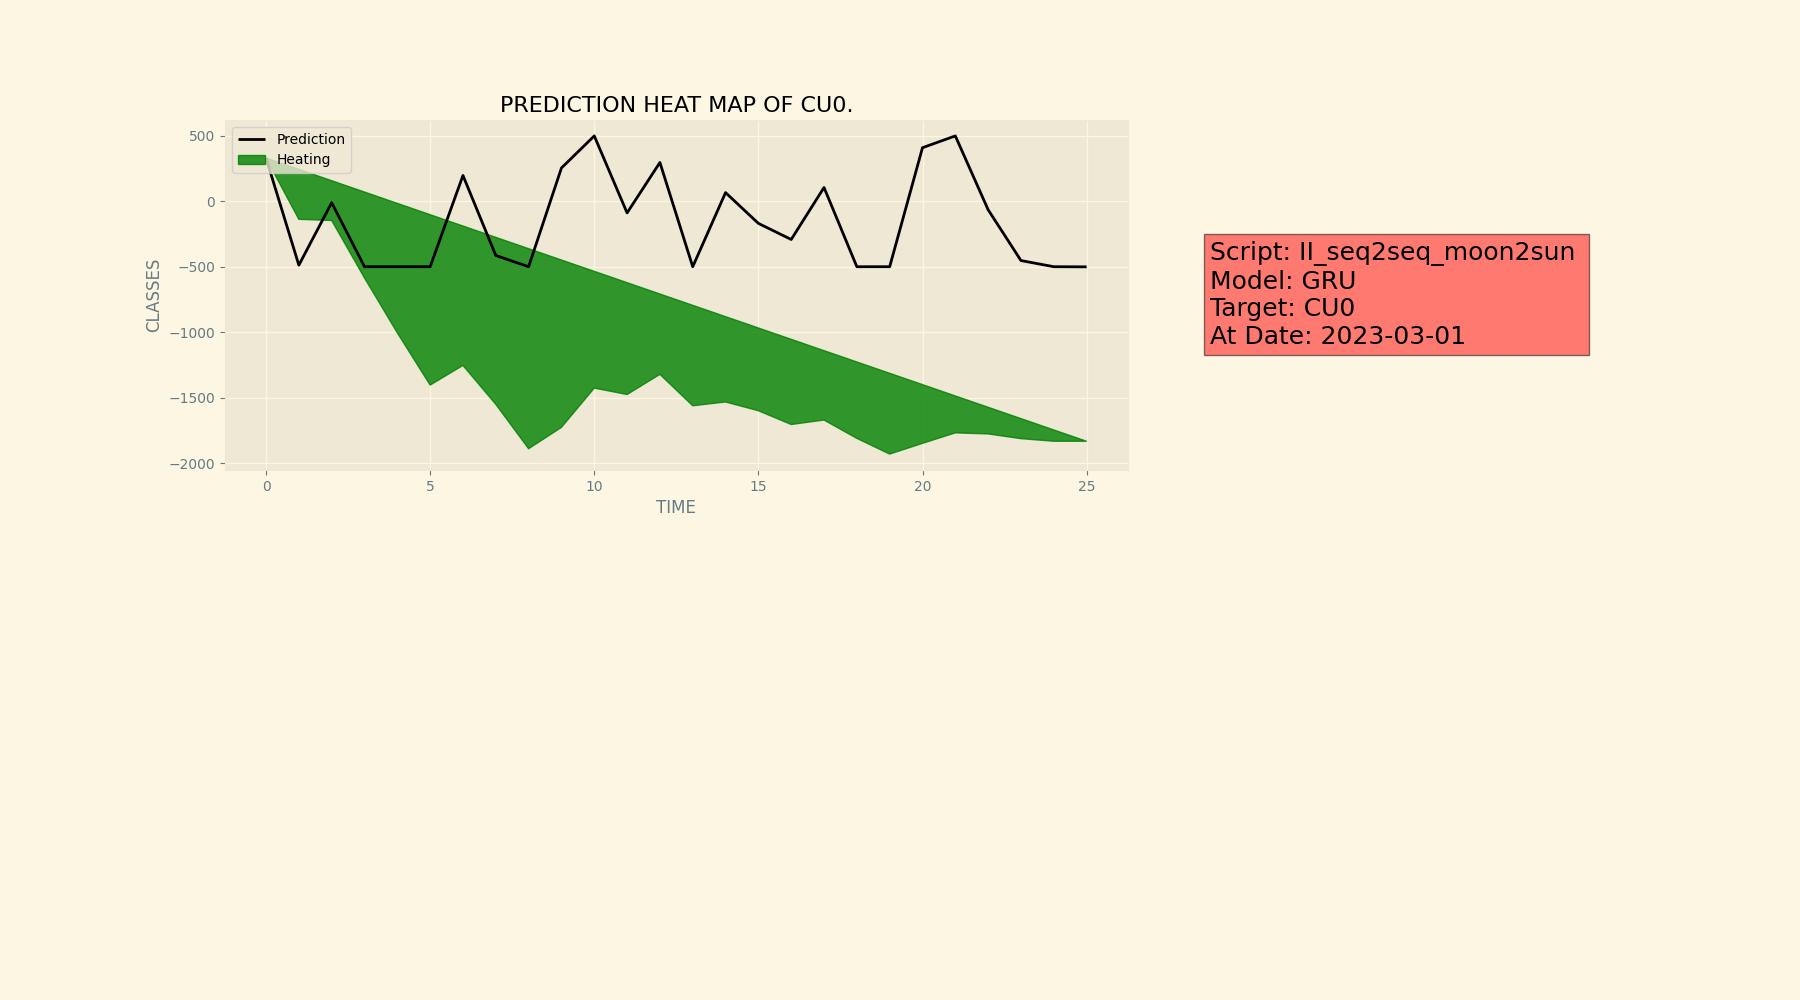 PREDICTION HEAT MAP OF CU0.
Prediction
Heating
500
0
−500
−1000
−1500
−2000
CLASSES
0 5 10 15 20 25
TIME
Script: II_seq2seq_moon2sun
Model: GRU
Target: CU0
At Date: 2023-03-01